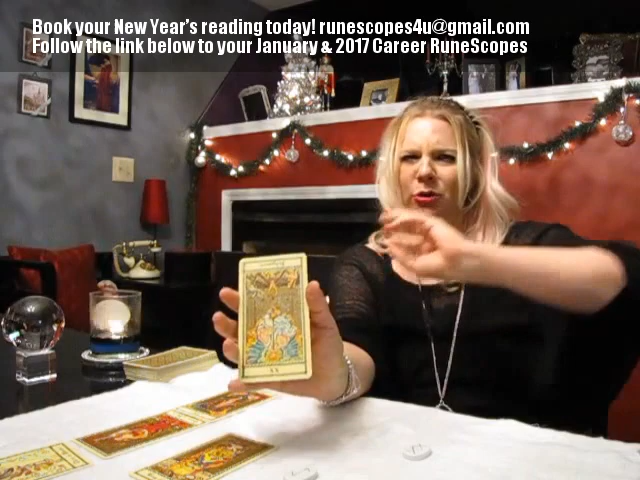 Book your New Year's reading today! runescopes4u@gmail.com
Follow the link below to your January & 2017 Career RuneScopes